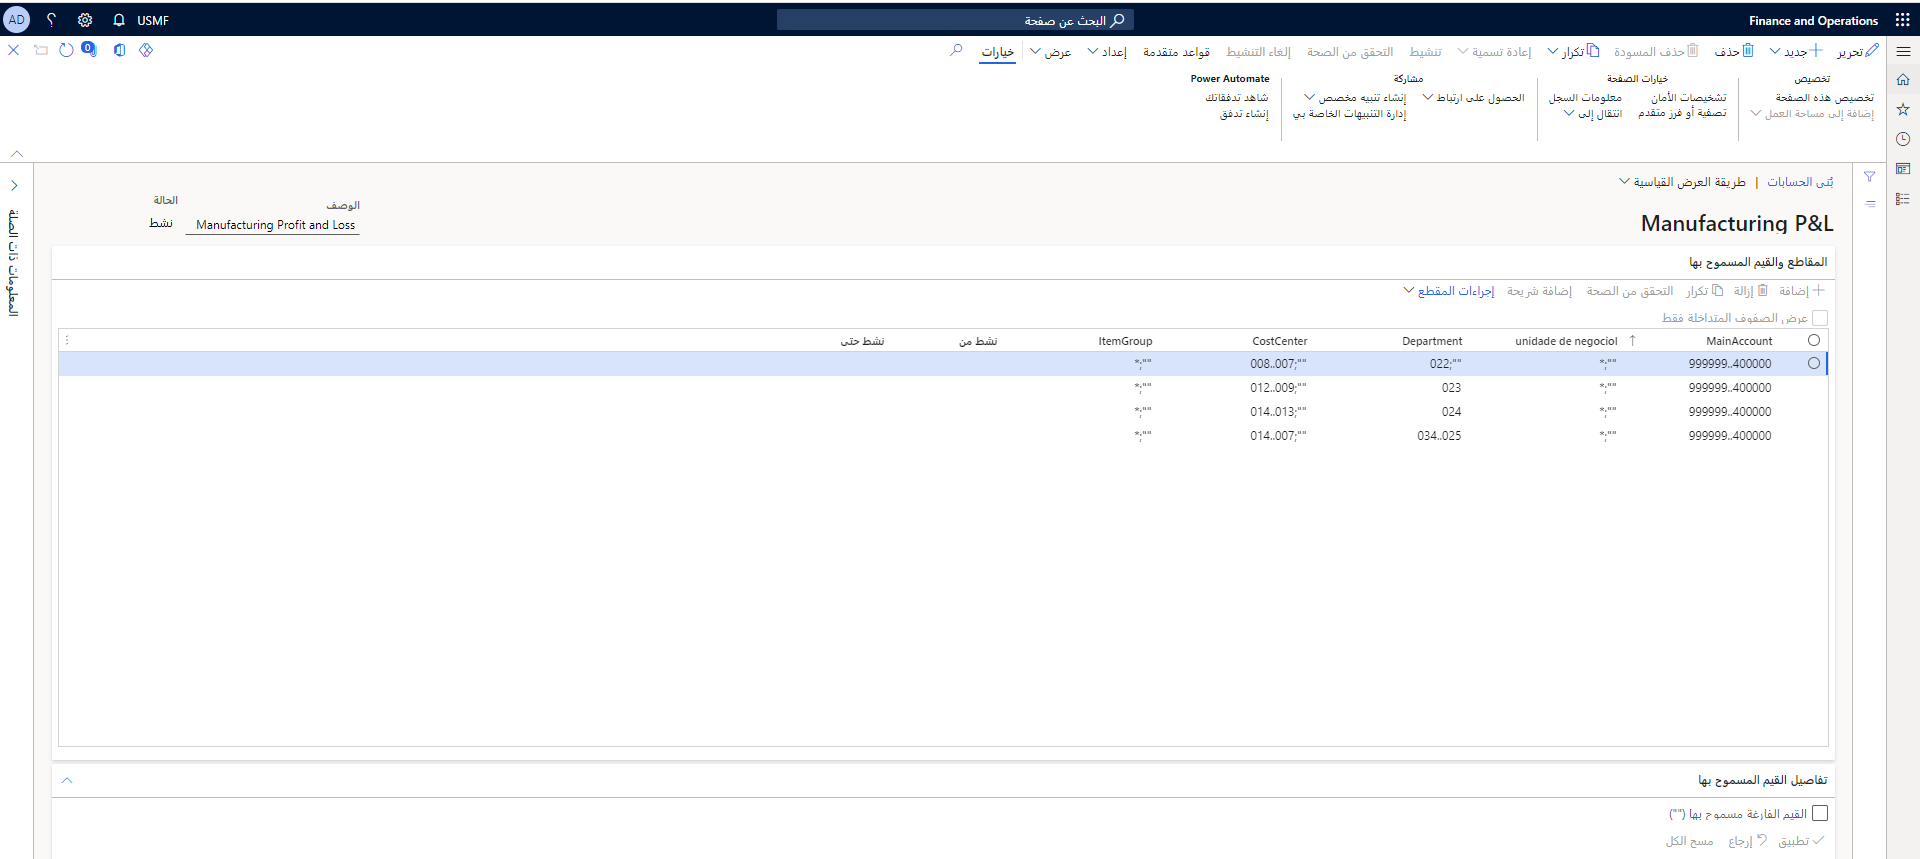 Finance and Operations
البحث عن صفحة
USMF
AD
تحرير
جديد
حذف
حذف المسودة
تكرار
إعادة تسمية
تنشيط
التحقق من الصحة
إلغاء التنشيط
قواعد متقدمة
إعداد
عرض
خيارات
0
تخصيص
تخصيص هذه الصفحة
إضافة إلى مساحة العمل
خيارات الصفحة
تشخيصات الأمان
تصفية أو فرز متقدم
معلومات السجل
انتقال إلى
مشاركة
الحصول على ارتباط
إنشاء تنبيه مخصص
إدارة التنبيهات الخاصة بي
Power Automate
شاهد تدفقاتك
إنشاء تدفق
بُنى الحسابات | طريقة العرض القياسية
Manufacturing P&L
الوصف
Manufacturing Profit and Loss
الحالة
نشط
المعلومات ذات الصلة
المقاطع والقيم المسموح بها
إضافة إزالة تكرار التحقق من الصحة إضافة شريحة إجراءات المقطع
عرض الصفوف المتداخلة فقط
MainAccount unidade de negociol Department CostCenter ItemGroup نشط من نشط حتى
400000..999999 "";* "";022 "";007..008 "";*
400000..999999 "";* 023 "";009..012 "";*
400000..999999 "";* 024 "";013..014 "";*
400000..999999 "";* 025..034 "";007..014 "";*
تفاصيل القيم المسموح بها
القيم الفارغة مسموح بها ("")
تطبيق إرجاع مسح الكل